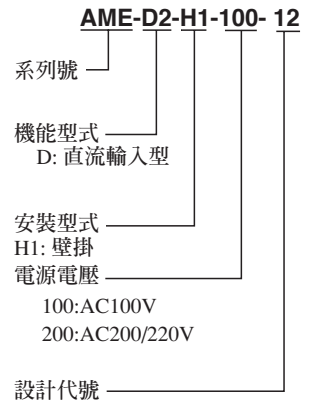 AME-D2-H1-100- 12
系列號
機能型式
D: 直流輸入型
安裝型式
H1: 壁掛
電源電壓
100:AC100V
200:AC200/220V
設計代號